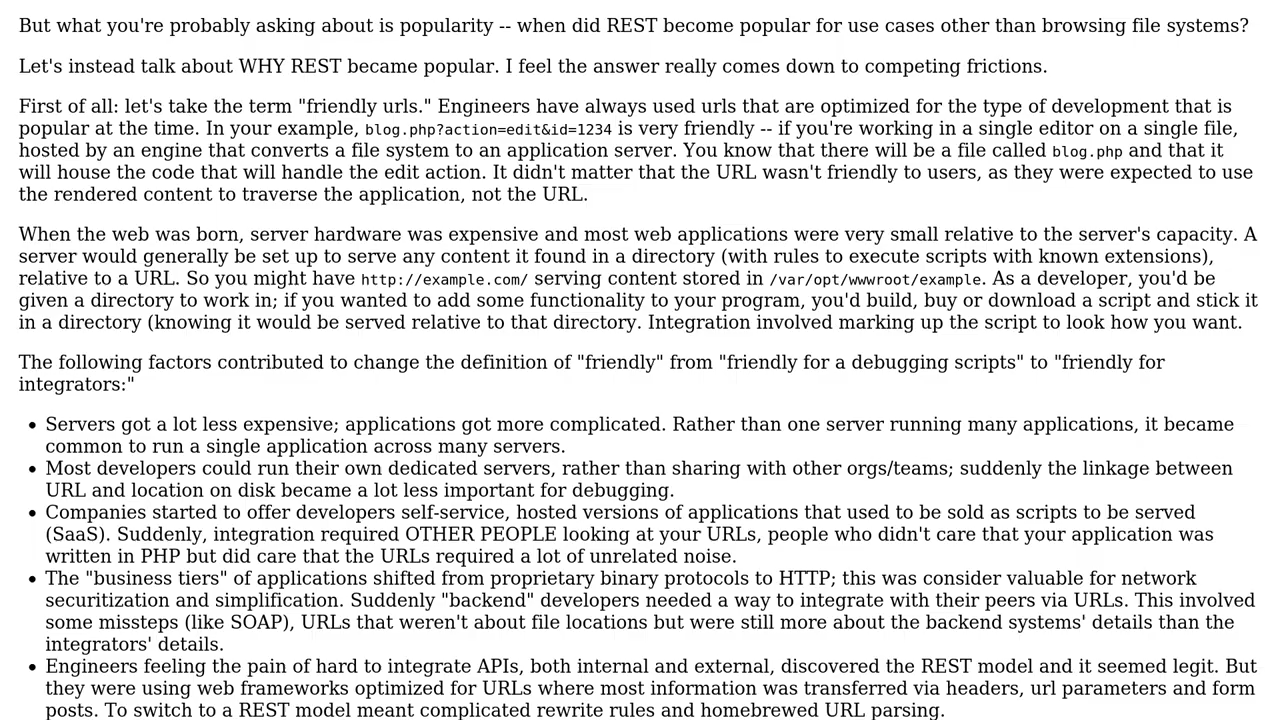 But what you're probably asking about is popularity -- when did REST become popular for use cases other than browsing file systems?
Let's instead talk about WHY REST became popular. I feel the answer really comes down to competing frictions.
First of all: let's take the term "friendly urls." Engineers have always used urls that are optimized for the type of development that is
popular at the time. In your example, blog.php?action=edit&id=1234 is very friendly -- if you're working in a single editor on a single file,
hosted by an engine that converts a file system to an application server. You know that there will be a file called blog.php and that it
will house the code that will handle the edit action. It didn't matter that the URL wasn't friendly to users, as they were expected to use
the rendered content to traverse the application, not the URL.
When the web was born, server hardware was expensive and most web applications were very small relative to the server's capacity. A
server would generally be set up to serve any content it found in a directory (with rules to execute scripts with known extensions),
relative to a URL. So you might have http://example.com/ serving content stored in /var/opt/wwwroot/example. As a developer, you'd be
given a directory to work in; if you wanted to add some functionality to your program, you'd build, buy or download a script and stick it
in a directory (knowing it would be served relative to that directory. Integration involved marking up the script to look how you want.
The following factors contributed to change the definition of "friendly" from "friendly for a debugging scripts" to "friendly for
integrators:"
• Servers got a lot less expensive; applications got more complicated. Rather than one server running many applications, it became
common to run a single application across many servers.
• Most developers could run their own dedicated servers, rather than sharing with other orgs/teams; suddenly the linkage between
URL and location on disk became a lot less important for debugging.
• Companies started to offer developers self-service, hosted versions of applications that used to be sold as scripts to be served
(SaaS). Suddenly, integration required OTHER PEOPLE looking at your URLs, people who didn't care that your application was
written in PHP but did care that the URLs required a lot of unrelated noise.
• The "business tiers" of applications shifted from proprietary binary protocols to HTTP; this was consider valuable for network
securitization and simplification. Suddenly "backend" developers needed a way to integrate with their peers via URLs. This involved
some missteps (like SOAP), URLs that weren't about file locations but were still more about the backend systems' details than the
integrators' details.
• Engineers feeling the pain of hard to integrate APIs, both internal and external, discovered the REST model and it seemed legit. But
they were using web frameworks optimized for URLs where most information was transferred via headers, url parameters and form
posts. To switch to a REST model meant complicated rewrite rules and homebrewed URL parsing.